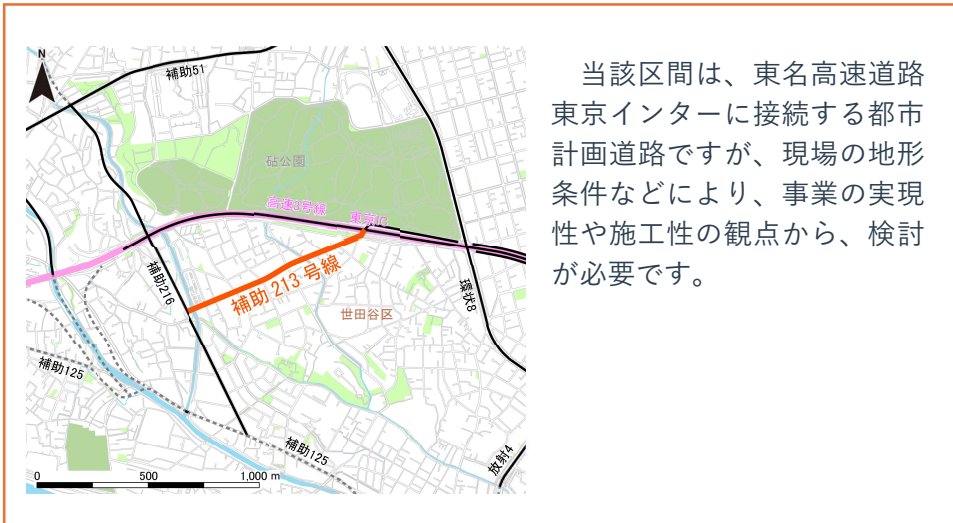 N
補助51
砧公園
高速3号線
東京IC
補助 213 号線
補助216
環状8
世田谷区
補助125
補助125
放射4
0 500 1,000 m
当該区間は、東名高速道路
東京インターに接続する都市
計画道路ですが、現場の地形
条件などにより、事業の実現
性や施工性の観点から、検討
が必要です。